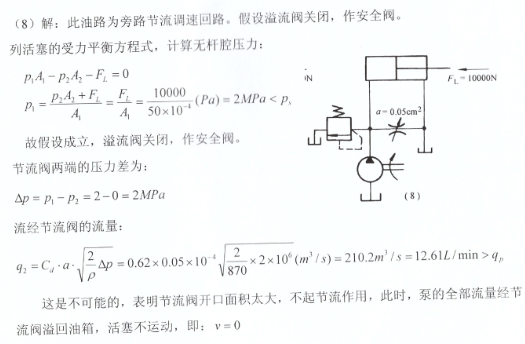 （8）解：此油路为旁路节流调速回路。假设溢流阀关闭，作安全阀。
列活塞的受力平衡方程式，计算无杆腔压力：
p₁A₁ − p₂A₂ − F_L = 0
p₁ = (p₂A₂ + F_L)/A₁ = F_L/A₁ = 10000/(50×10⁻⁴) (Pa) = 2MPa < pₛ
故假设成立，溢流阀关闭，作安全阀。
节流阀两端的压力差为：
Δp = p₁ − p₂ = 2 − 0 = 2MPa
N
F_L = 10000N
a = 0.05cm²
(8)
流经节流阀的流量：
q₂ = C_d · a · √(2/ρ Δp) = 0.62×0.05×10⁻⁴ √(2/870 × 2×10⁶) (m³/s) = 210.2m³/s = 12.61L/min > qₚ
这是不可能的，表明节流阀开口面积太大，不起节流作用，此时，泵的全部流量经节
流阀溢回油箱，活塞不运动，即：v = 0